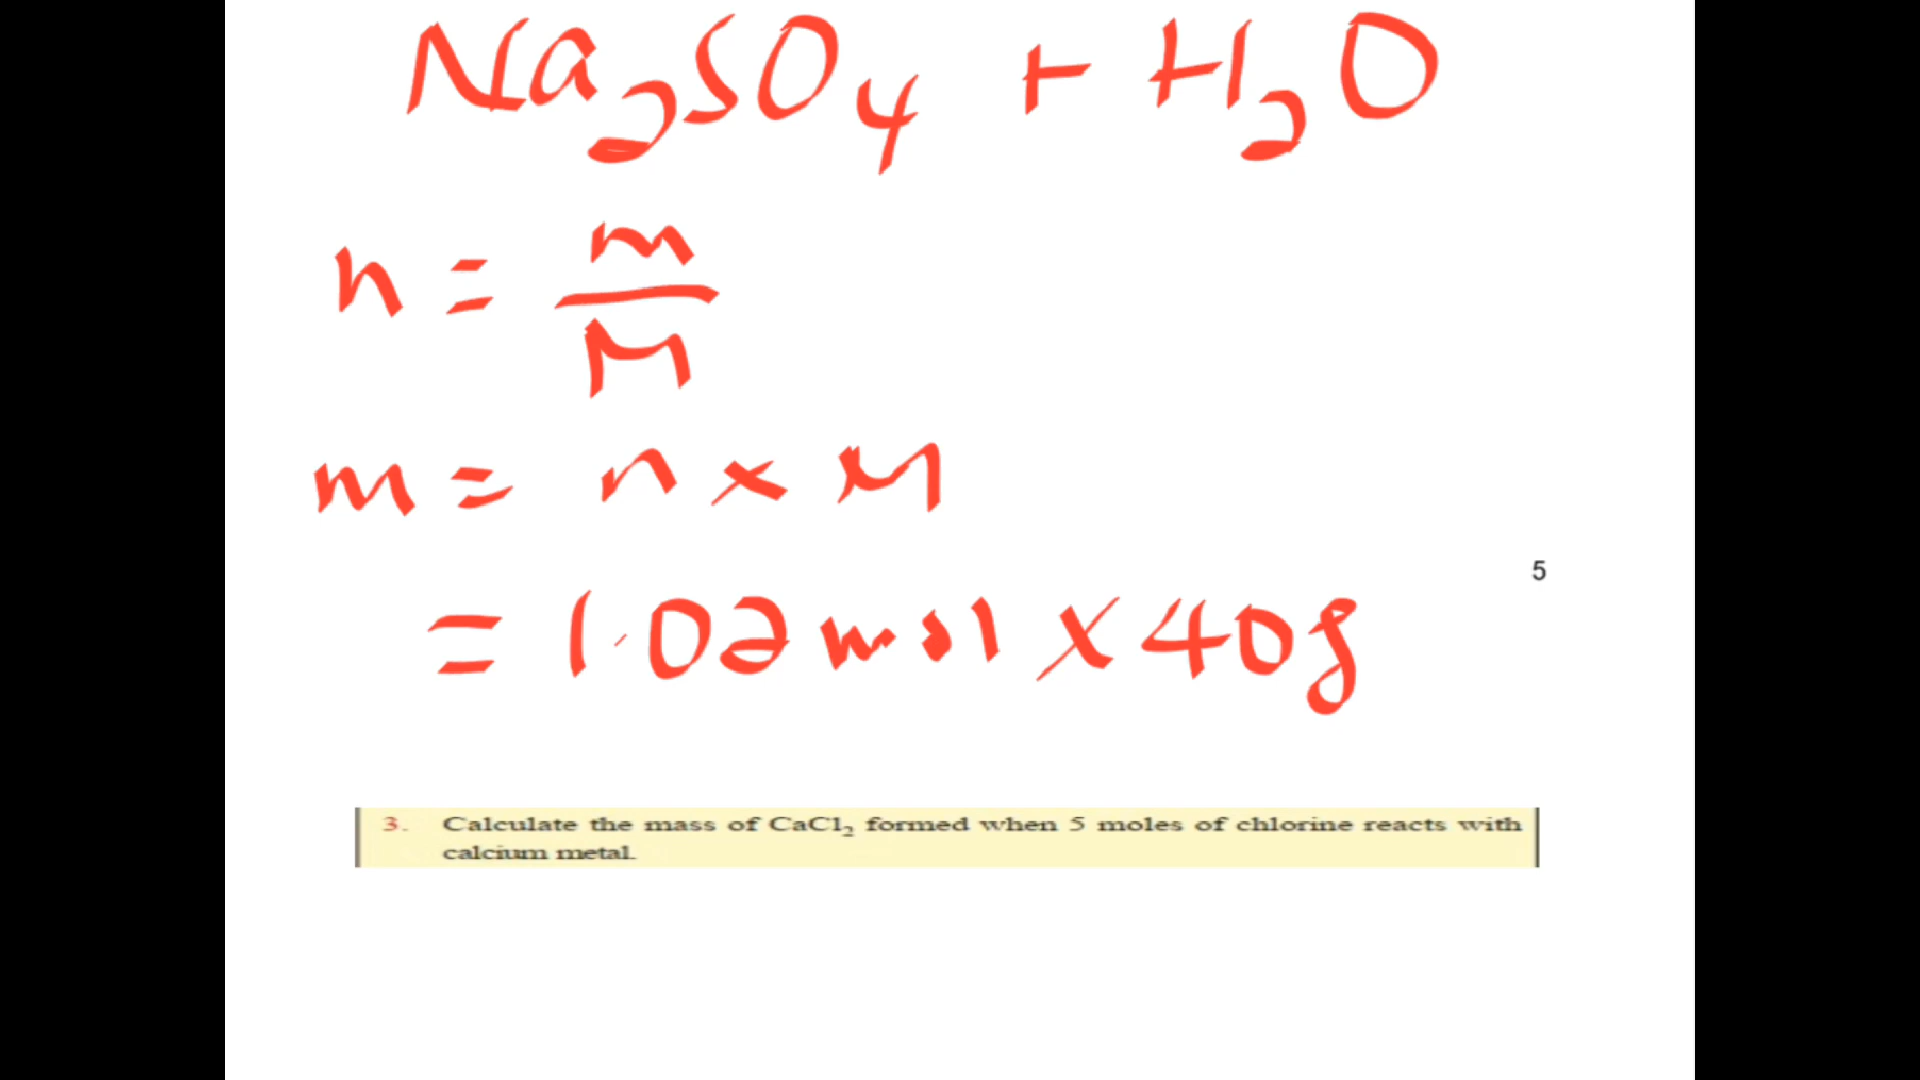 Na₂SO₄ + H₂O
n = m/M
m = n × M
5
= 1.02 mol × 40g
3. Calculate the mass of CaCl₂ formed when 5 moles of chlorine reacts with
calcium metal.